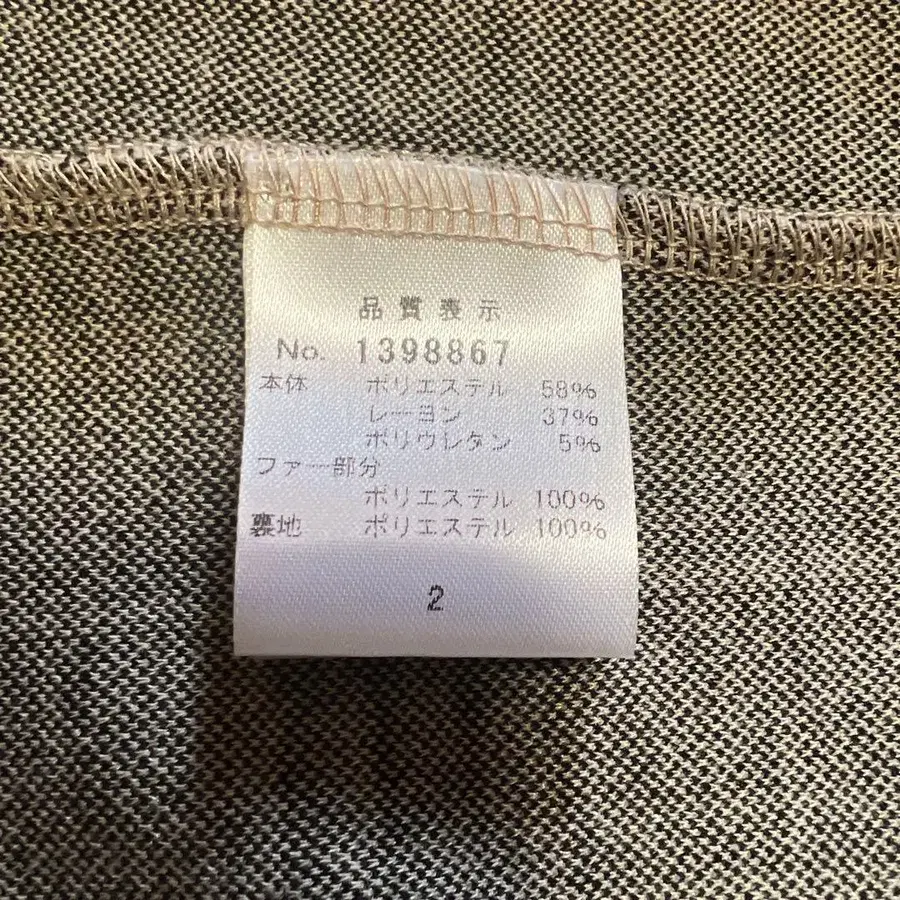 品質表示
No. 1398867
本体 ポリエステル 58%
レーヨン 37%
ポリウレタン 5%
ファー部分
ポリエステル 100%
裏地 ポリエステル 100%
2